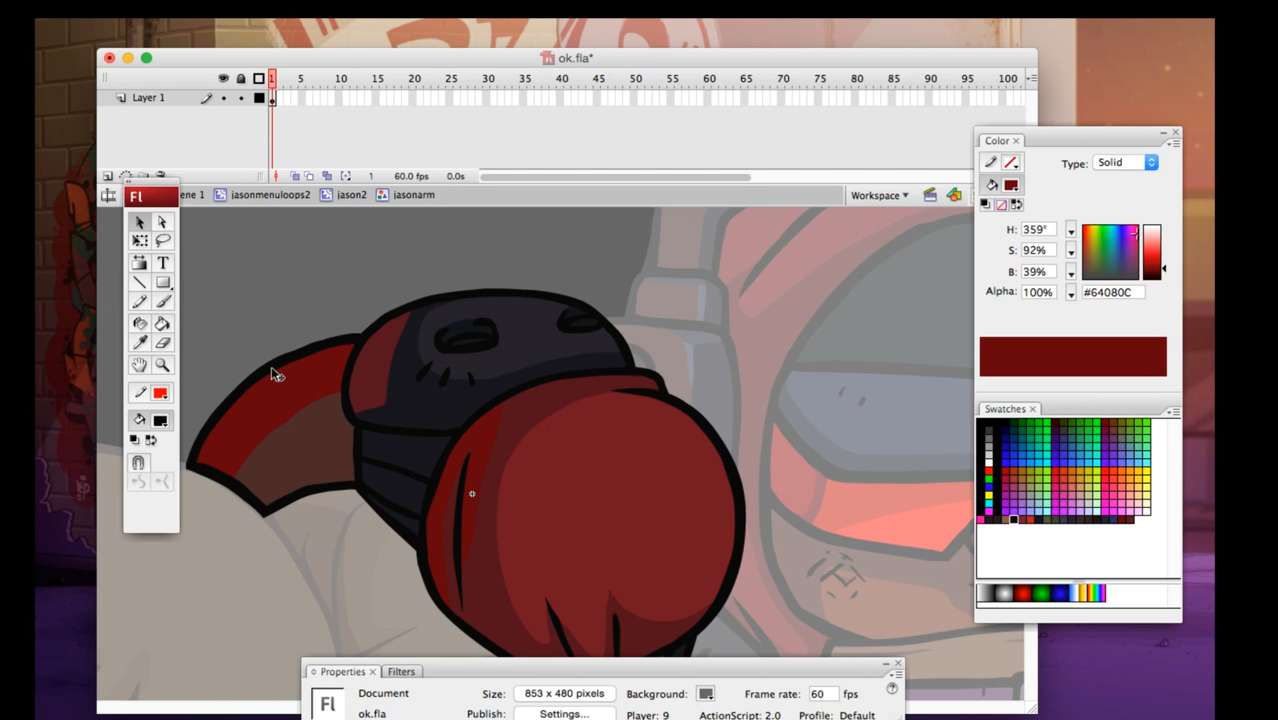 ok.fla*
1 5 10 15 20 25 30 35 40 45 50 55 60 65 70 75 80 85 90 95 100
Layer 1
1 60.0 fps 0.0s
Fl
ene 1 jasonmenuloops2 jason2 jasonarm Workspace
T
Color
Type: Solid
H: 359°
S: 92%
B: 39%
Alpha: 100% #64080C
Swatches
Properties Filters
Fl
Document Size: 853 x 480 pixels Background: Frame rate: 60 fps
ok.fla Publish: Settings... Player: 9 ActionScript: 2.0 Profile: Default